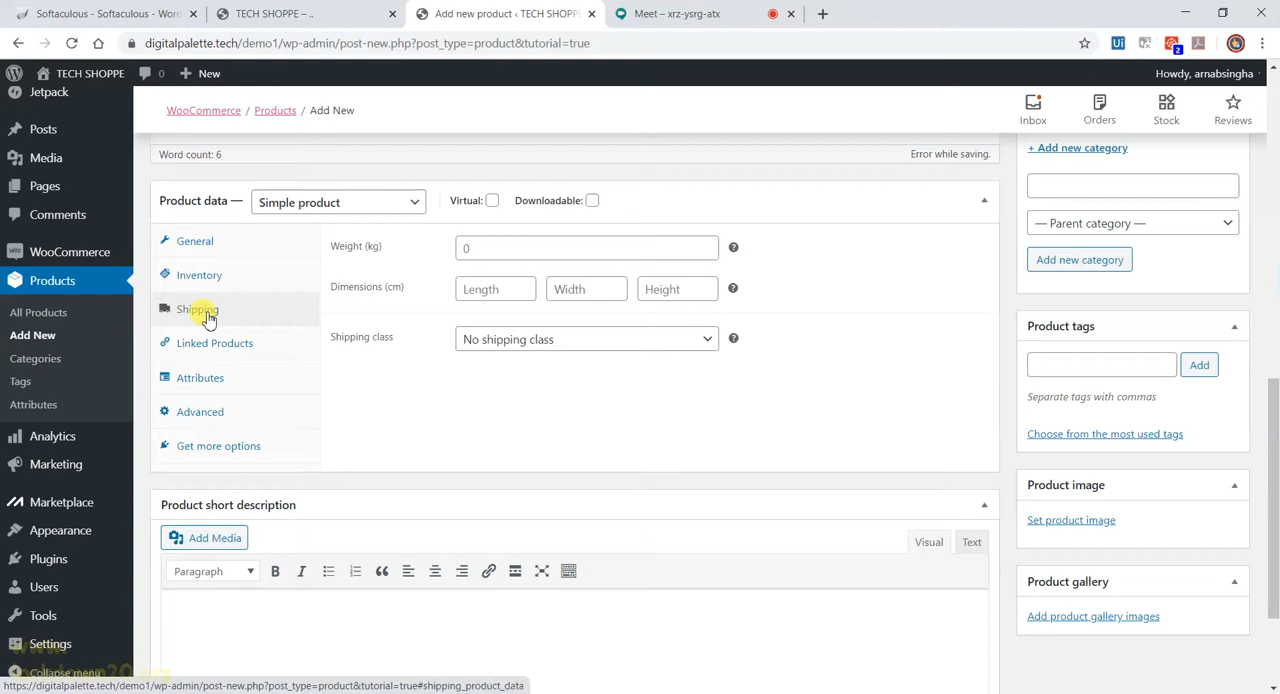 Softaculous - Softaculous - Word
TECH SHOPPE – ..
Add new product ‹ TECH SHOPPE
Meet – xrz-ysrg-atx
digitalpalette.tech/demo1/wp-admin/post-new.php?post_type=product&tutorial=true
TECH SHOPPE
0
New
Howdy, arnabsingha
Jetpack
Posts
Media
Pages
Comments
WooCommerce
Products
All Products
Add New
Categories
Tags
Attributes
Analytics
Marketing
Marketplace
Appearance
Plugins
Users
Tools
Settings
Collapse menu
WooCommerce / Products / Add New
Inbox
Orders
Stock
Reviews
Word count: 6
Error while saving.
Product data —
Simple product
Virtual:
Downloadable:
General
Inventory
Shipping
Linked Products
Attributes
Advanced
Get more options
Weight (kg)
0
Dimensions (cm)
Length
Width
Height
Shipping class
No shipping class
Product short description
Add Media
Visual
Text
Paragraph
B
I
+ Add new category
— Parent category —
Add new category
Product tags
Add
Separate tags with commas
Choose from the most used tags
Product image
Set product image
Product gallery
Add product gallery images
https://digitalpalette.tech/demo1/wp-admin/post-new.php?post_type=product&tutorial=true#shipping_product_data